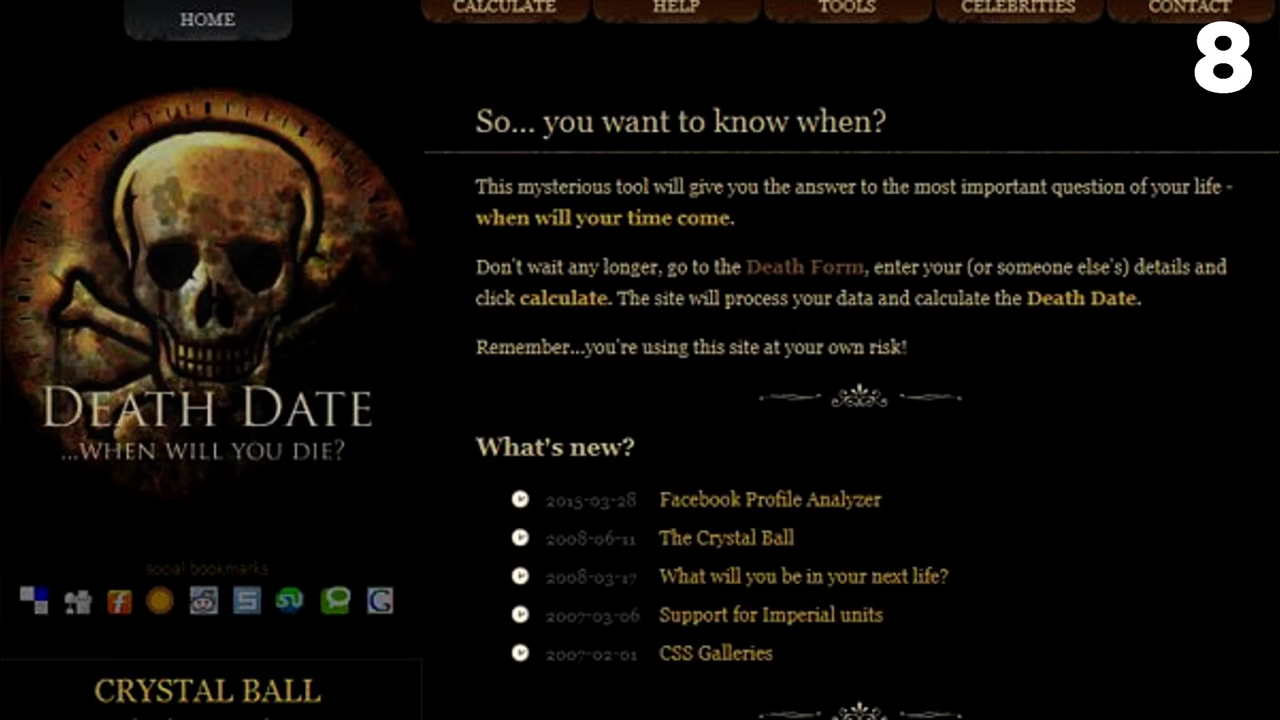 HOME
CALCULATE
HELP
TOOLS
CELEBRITIES
CONTACT
8
So... you want to know when?
This mysterious tool will give you the answer to the most important question of your life -
when will your time come.
Don't wait any longer, go to the Death Form, enter your (or someone else's) details and
click calculate. The site will process your data and calculate the Death Date.
Remember...you're using this site at your own risk!
DEATH DATE
...WHEN WILL YOU DIE?
What's new?
2015-03-28 Facebook Profile Analyzer
2008-06-11 The Crystal Ball
2008-03-17 What will you be in your next life?
2007-03-06 Support for Imperial units
2007-02-01 CSS Galleries
social bookmarks
CRYSTAL BALL